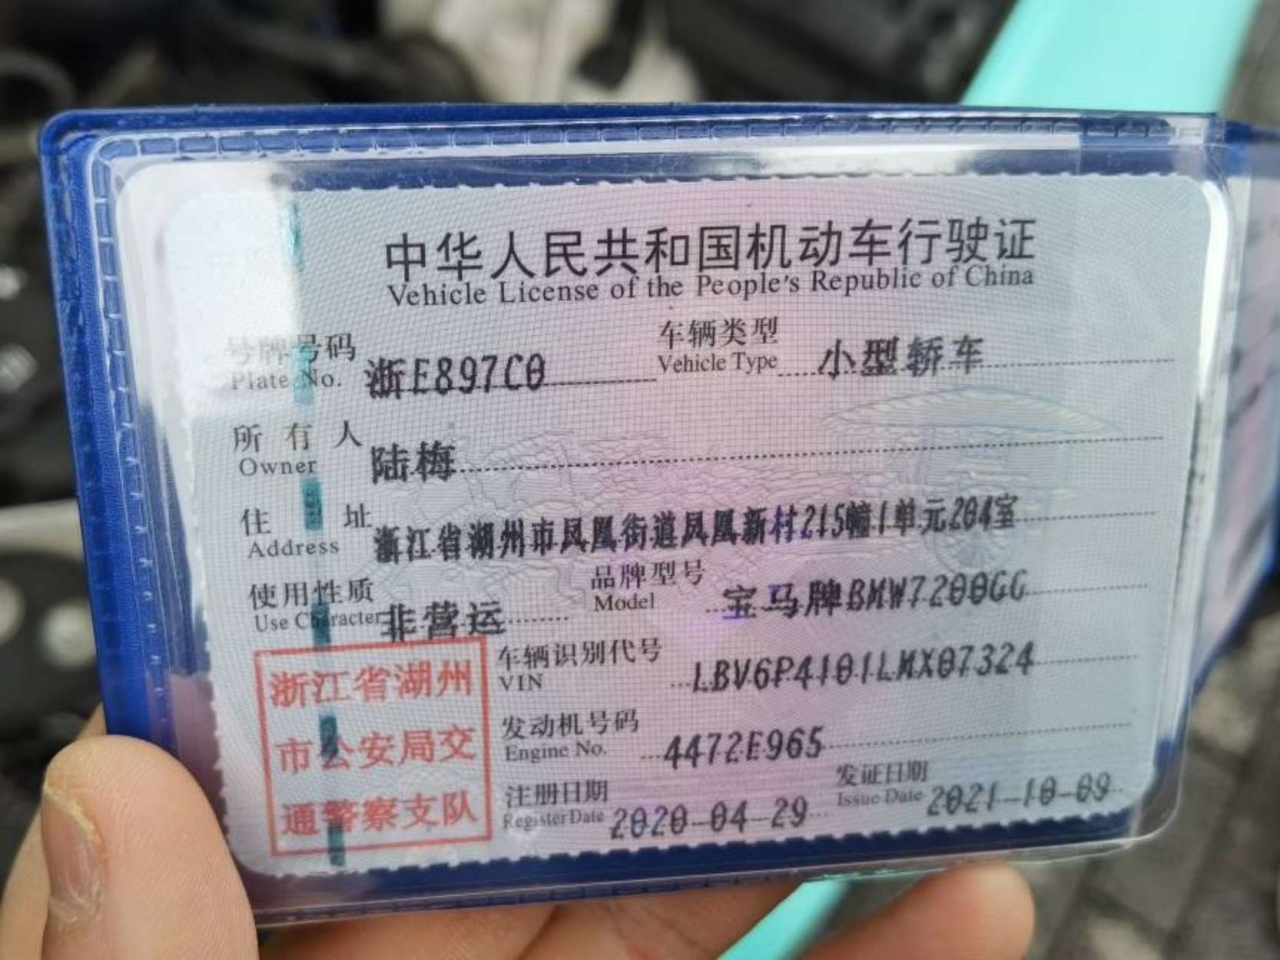 中华人民共和国机动车行驶证
Vehicle License of the People's Republic of China
号牌号码 浙E897C0 车辆类型 小型轿车
Plate No. Vehicle Type
所有人 陆梅
Owner
住址 浙江省湖州市凤凰街道凤凰新村215幢1单元204室
Address
使用性质 非营运 品牌型号 宝马牌BMW7200GG
Use Character Model
车辆识别代号 LBV6P4101LMX07324
VIN
发动机号码 4472E965
Engine No.
注册日期 2020-04-29 发证日期 2021-10-09
Register Date Issue Date
浙江省湖州
市公安局交
通警察支队